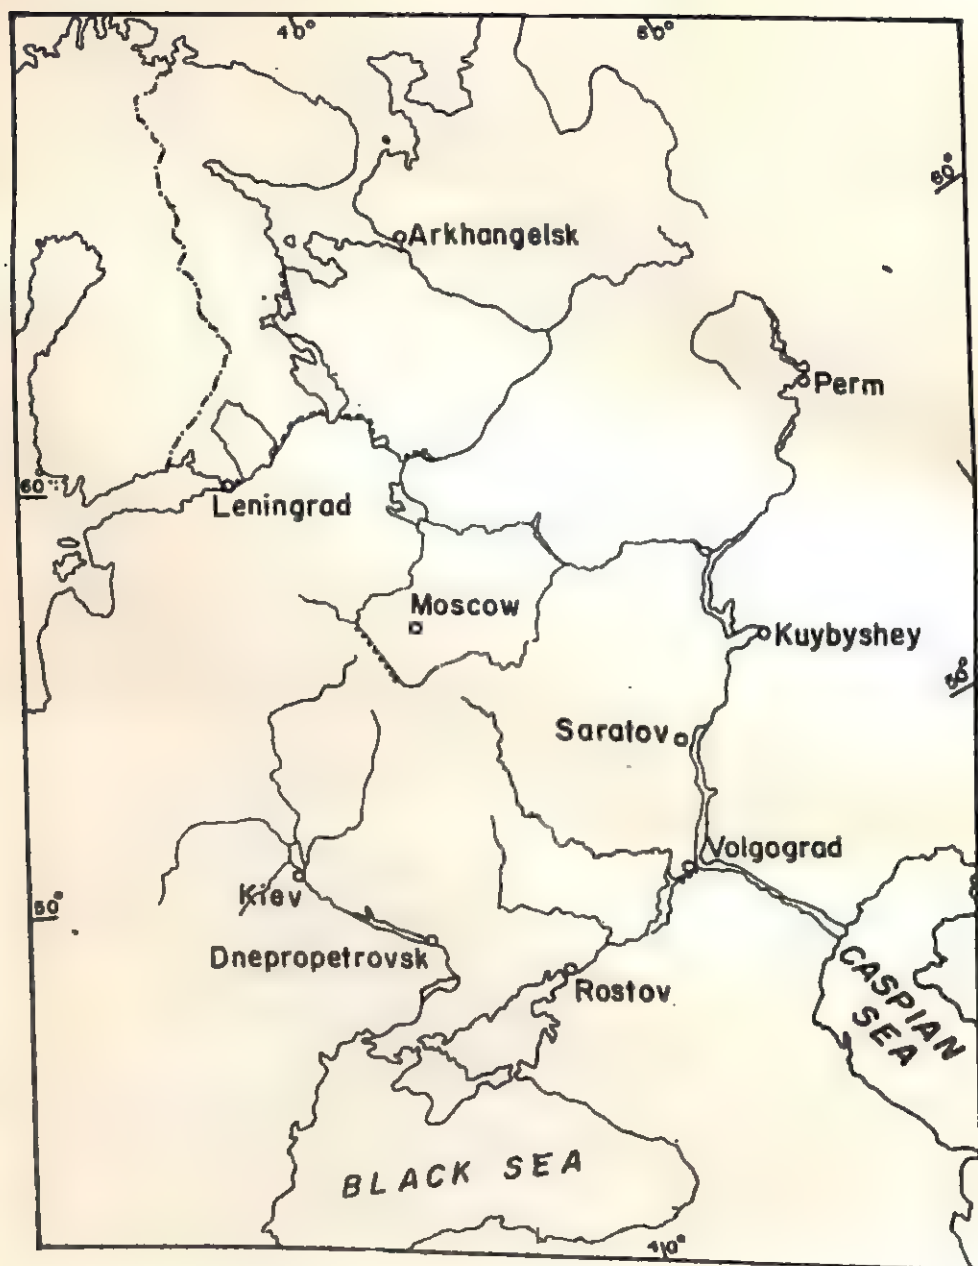 40°
60°
60°
Arkhangelsk
Perm
60°
Leningrad
Moscow
Kuybyshey
50°
Saratov
Volgograd
Kiev
50°
Dnepropetrovsk
CASPIAN
SEA
Rostov
BLACK SEA
40°